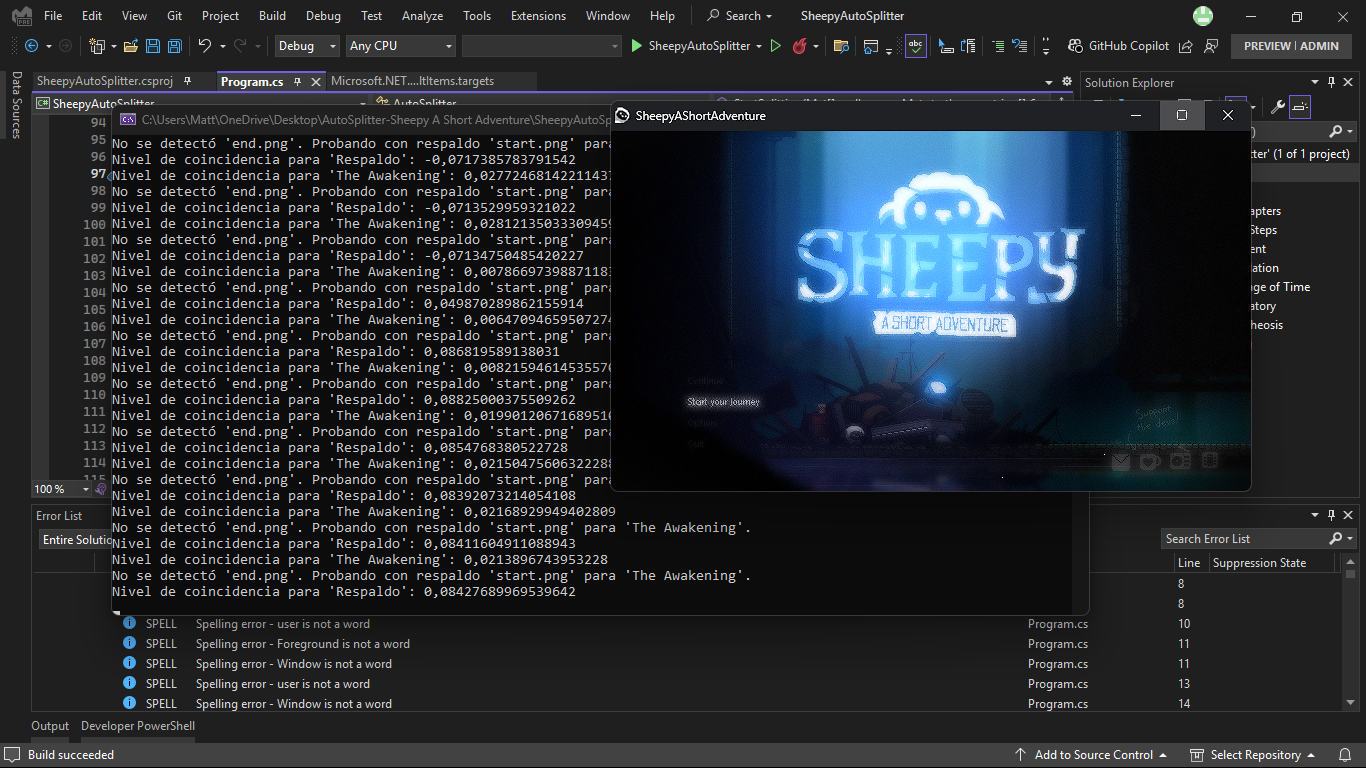 File Edit View Git Project Build Debug Test Analyze Tools Extensions Window Help Search SheepyAutoSplitter
Debug Any CPU SheepyAutoSplitter GitHub Copilot PREVIEW | ADMIN
Data Sources
SheepyAutoSplitter.csproj Program.cs Microsoft.NET....ltItems.targets
SheepyAutoSplitter AutoSplitter
Solution Explorer
C:\Users\Matt\OneDrive\Desktop\AutoSplitter-Sheepy A Short Adventure\SheepyAutoSp
94
95
96
97
98
99
100
101
102
103
104
105
106
107
108
109
110
111
112
113
114
115
100 %
No se detectó 'end.png'. Probando con respaldo 'start.png' para
Nivel de coincidencia para 'Respaldo': -0,0717385783791542
Nivel de coincidencia para 'The Awakening': 0,0277246814221143
No se detectó 'end.png'. Probando con respaldo 'start.png' para
Nivel de coincidencia para 'Respaldo': -0,0713529959321022
Nivel de coincidencia para 'The Awakening': 0,0281213503330945
No se detectó 'end.png'. Probando con respaldo 'start.png' para
Nivel de coincidencia para 'Respaldo': -0,07134750485420227
Nivel de coincidencia para 'The Awakening': 0,0078669739887118
No se detectó 'end.png'. Probando con respaldo 'start.png' para
Nivel de coincidencia para 'Respaldo': 0,049870289862155914
Nivel de coincidencia para 'The Awakening': 0,0064709465950727
No se detectó 'end.png'. Probando con respaldo 'start.png' para
Nivel de coincidencia para 'Respaldo': 0,086819589138031
Nivel de coincidencia para 'The Awakening': 0,0082159461453557
No se detectó 'end.png'. Probando con respaldo 'start.png' para
Nivel de coincidencia para 'Respaldo': 0,08825000375509262
Nivel de coincidencia para 'The Awakening': 0,0199012067168951
No se detectó 'end.png'. Probando con respaldo 'start.png' para
Nivel de coincidencia para 'Respaldo': 0,0854768380522728
Nivel de coincidencia para 'The Awakening': 0,0215047560632228
No se detectó 'end.png'. Probando con respaldo 'start.png' para
Nivel de coincidencia para 'Respaldo': 0,08392073214054108
Nivel de coincidencia para 'The Awakening': 0,02168929949402809
No se detectó 'end.png'. Probando con respaldo 'start.png' para 'The Awakening'.
Nivel de coincidencia para 'Respaldo': 0,08411604911088943
Nivel de coincidencia para 'The Awakening': 0,0213896743953228
No se detectó 'end.png'. Probando con respaldo 'start.png' para 'The Awakening'.
Nivel de coincidencia para 'Respaldo': 0,08427689969539642
SheepyAShortAdventure
SHEEPY
A SHORT ADVENTURE
Continue
Start your Journey
Options
Quit
Support
the devs!
tter' (1 of 1 project)
apters
Steps
ent
ation
ge of Time
atory
heosis
Error List
Entire Solutio
Search Error List
Line Suppression State
8
8
SPELL Spelling error - user is not a word Program.cs 10
SPELL Spelling error - Foreground is not a word Program.cs 11
SPELL Spelling error - Window is not a word Program.cs 11
SPELL Spelling error - user is not a word Program.cs 13
SPELL Spelling error - Window is not a word Program.cs 14
Output Developer PowerShell
Build succeeded Add to Source Control Select Repository